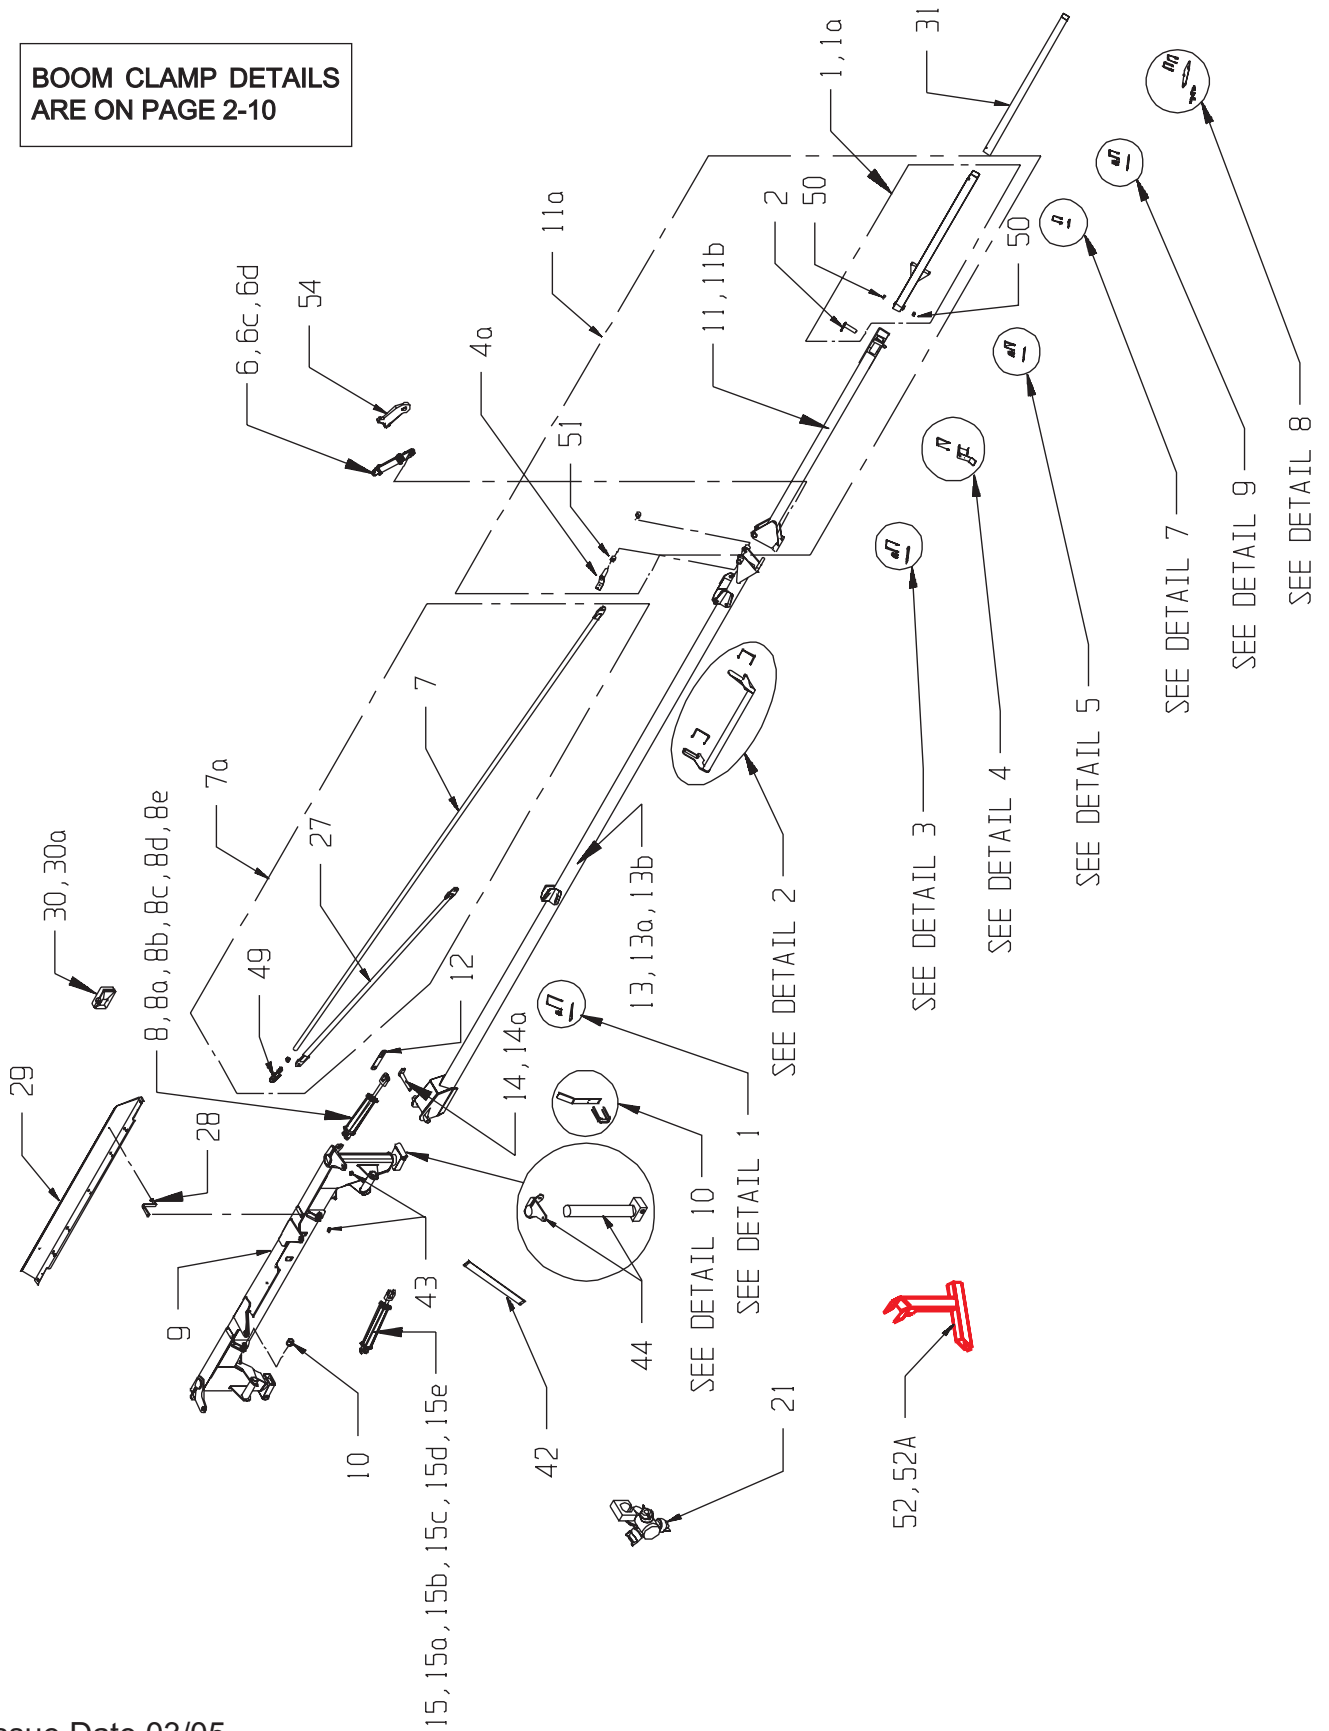 BOOM CLAMP DETAILS
ARE ON PAGE 2-10
31
1,1a
2
50
50
11a
11,11b
6,6c,6d
54
4a
51
SEE DETAIL 8
SEE DETAIL 9
SEE DETAIL 7
SEE DETAIL 5
SEE DETAIL 4
SEE DETAIL 3
SEE DETAIL 2
7
7a
27
30,30a
8,8a,8b,8c,8d,8e
49
12
13,13a,13b
14,14a
29
28
SEE DETAIL 1
SEE DETAIL 10
9
43
44
42
10
15,15a,15b,15c,15d,15e
21
52,52A
ssue Date 03/05